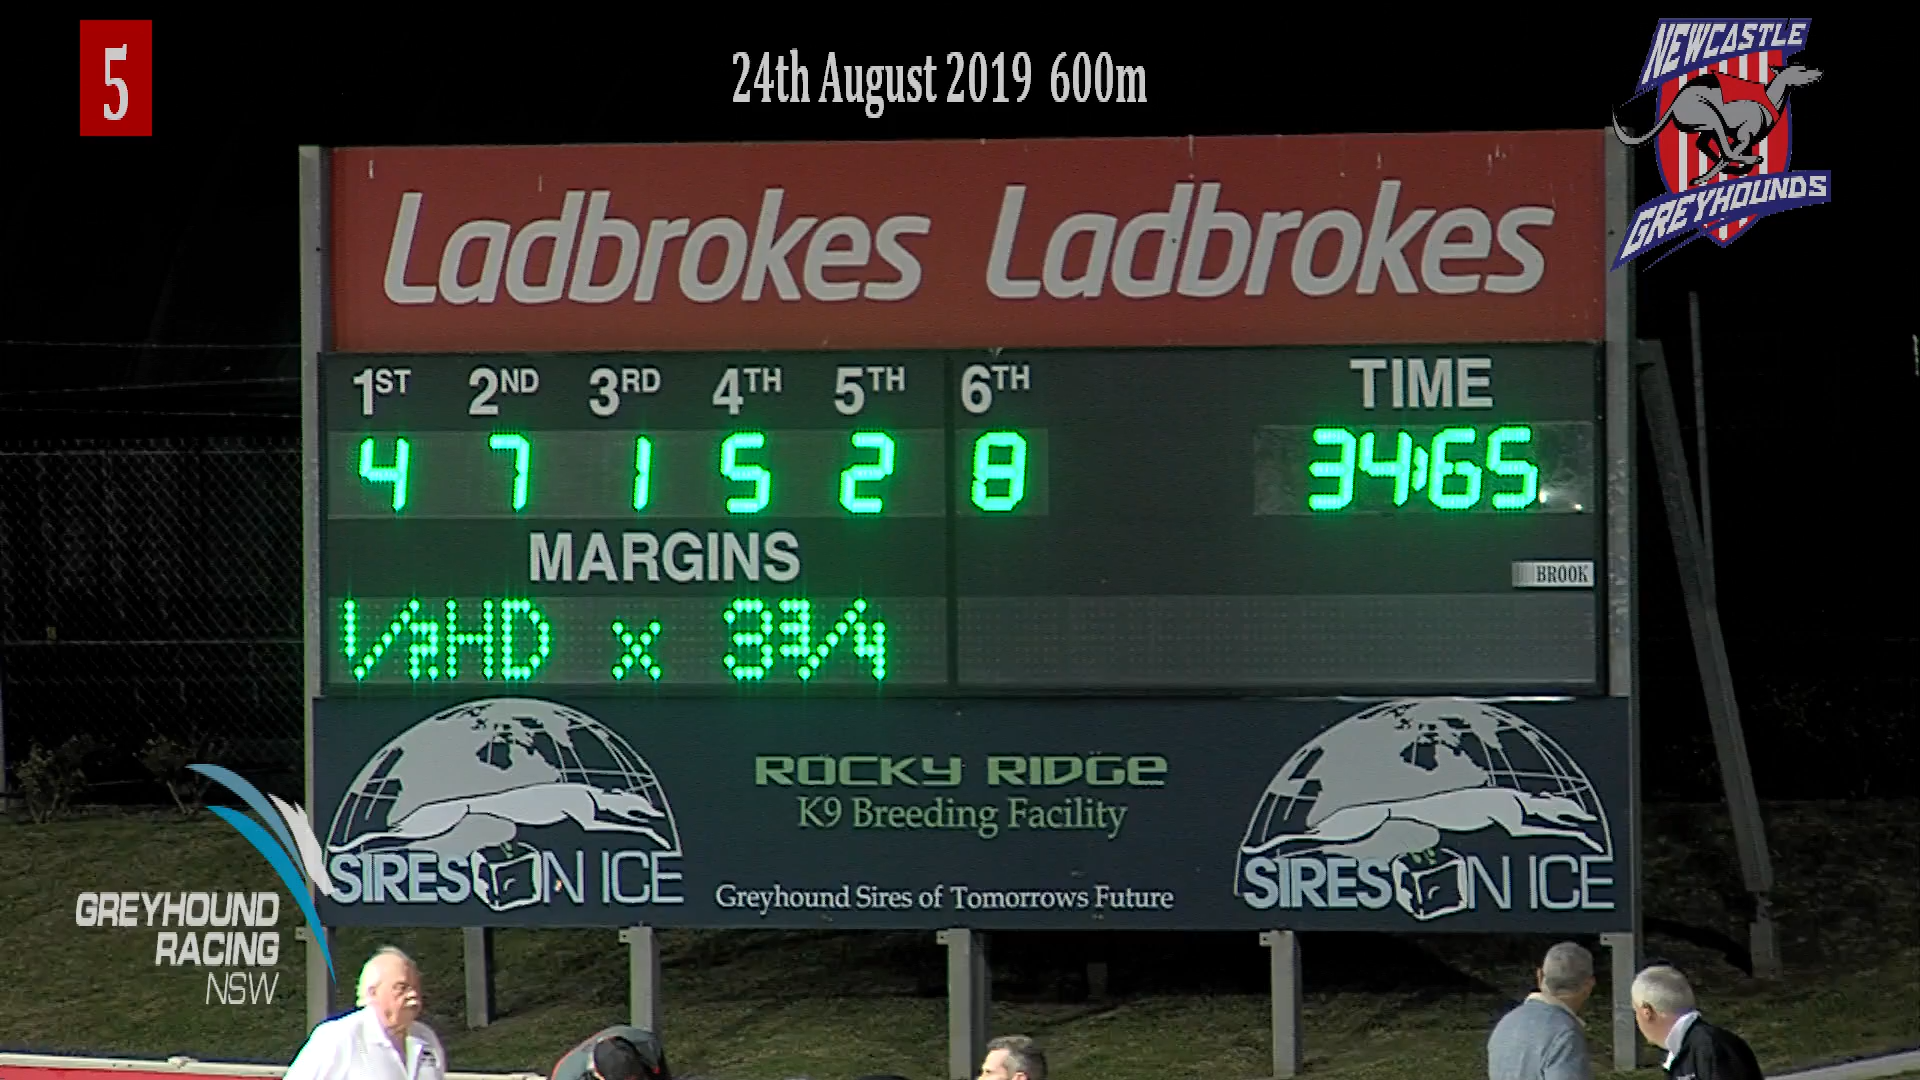 5
24th August 2019 600m
NEWCASTLE
GREYHOUNDS
Ladbrokes Ladbrokes
1ST 2ND 3RD 4TH 5TH 6TH TIME
4 7 1 5 2 8 34:65
MARGINS
BROOK
1/2HD x 3 3/4
ROCKY RIDGE
K9 Breeding Facility
SIRES ON ICE
Greyhound Sires of Tomorrows Future
SIRES ON ICE
GREYHOUND
RACING
NSW